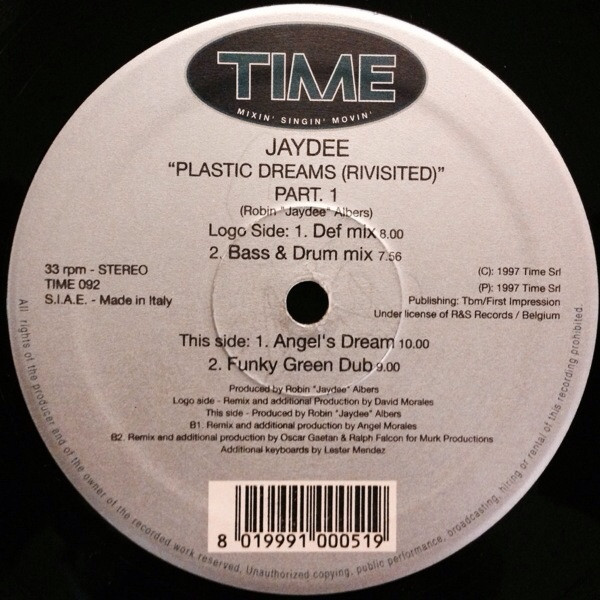 TIME
MIXIN' SINGIN' MOVIN'
JAYDEE
"PLASTIC DREAMS (RIVISITED)"
PART. 1
(Robin "Jaydee" Albers)
Logo Side: 1. Def mix 8.00
2. Bass & Drum mix 7.56
33 rpm - STEREO
TIME 092
S.I.A.E. - Made in Italy
(C): 1997 Time Srl
(P): 1997 Time Srl
Publishing: Tbm/First Impression
Under license of R&S Records / Belgium
This side: 1. Angel's Dream 10.00
2. Funky Green Dub 9.00
Produced by Robin "Jaydee" Albers
Logo side - Remix and additional Production by David Morales
This side - Produced by Robin "Jaydee" Albers
B1. Remix and additional production by Angel Morales
B2. Remix and additional production by Oscar Gaetan & Ralph Falcon for Murk Productions
Additional keyboards by Lester Mendez
8 019991 000519
All rights of the producer and of the owner of the recorded work reserved. Unauthorized copying, public performance, broadcasting, hiring or rental of this recording prohibited.